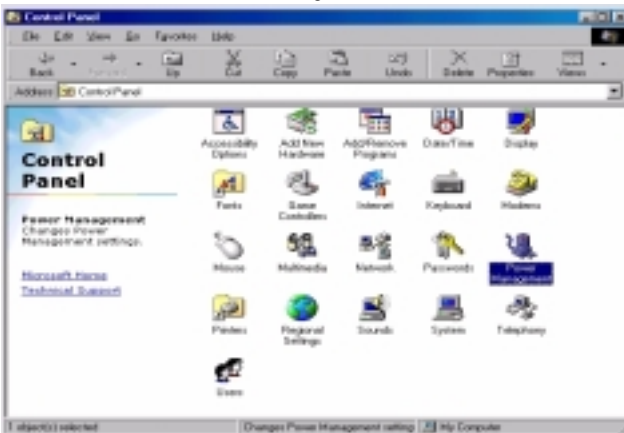 Control Panel
File Edit View Go Favorites Help
Back Forward Up Cut Copy Paste Undo Delete Properties Views
Address Control Panel
Control
Panel
Power Management
Changes Power
Management settings.
Microsoft Home
Technical Support
Accessibility
Options
Add New
Hardware
Add/Remove
Programs
Date/Time
Display
Fonts
Game
Controllers
Internet
Keyboard
Modems
Mouse
Multimedia
Network
Passwords
Power
Management
Printers
Regional
Settings
Sounds
System
Telephony
Users
1 object(s) selected
Changes Power Management setting
My Computer